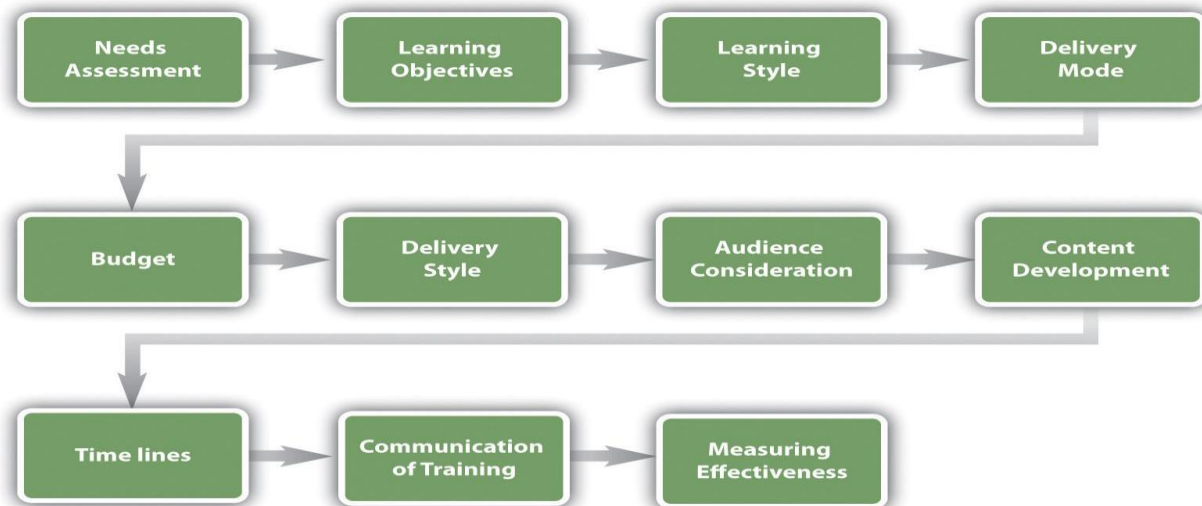 Needs
Assessment
Learning
Objectives
Learning
Style
Delivery
Mode
Budget
Delivery
Style
Audience
Consideration
Content
Development
Time lines
Communication
of Training
Measuring
Effectiveness